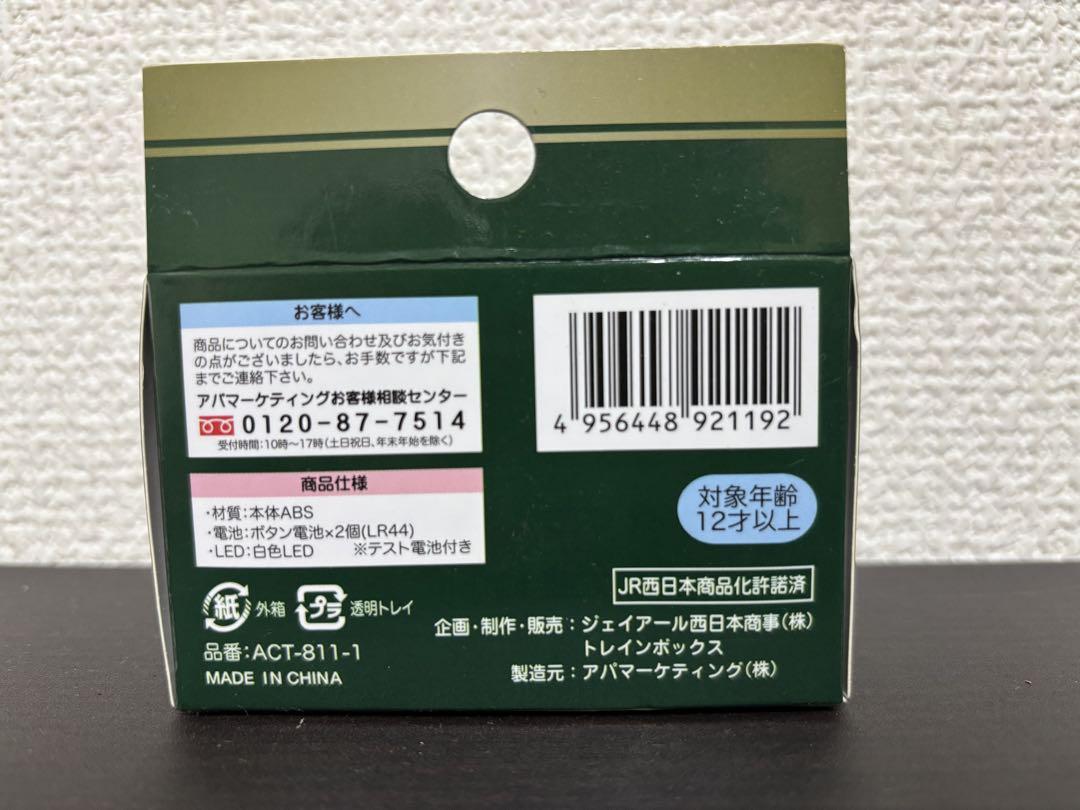 お客様へ
商品についてのお問い合わせ及びお気付き
の点がございましたら、お手数ですが下記
までご連絡下さい。
アパマーケティングお客様相談センター
0120-87-7514
受付時間:10時～17時(土日祝日、年末年始を除く)
4 956448 921192
商品仕様
・材質:本体ABS
・電池:ボタン電池×2個(LR44)
・LED:白色LED ※テスト電池付き
対象年齢
12才以上
紙 外箱 プラ 透明トレイ
品番:ACT-811-1
MADE IN CHINA
JR西日本商品化許諾済
企画・制作・販売：ジェイアール西日本商事(株)
トレインボックス
製造元：アパマーケティング(株)